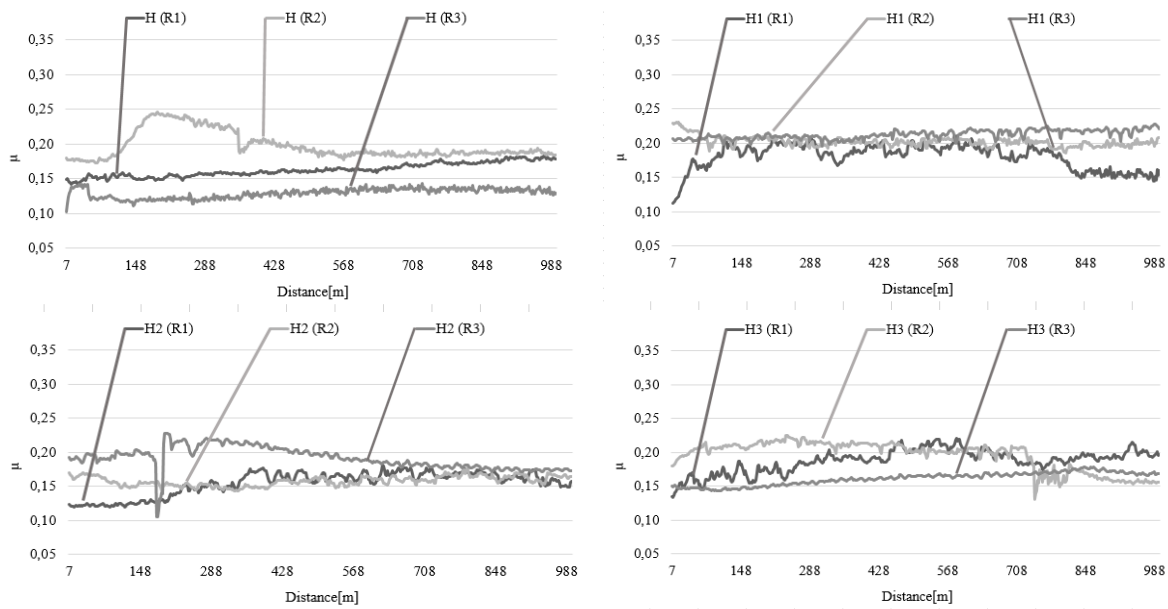 H (R1) H (R2) H (R3)
0,35
0,30
0,25
0,20
μ
0,15
0,10
0,05
7 148 288 428 568 708 848 988
Distance[m]
H1 (R1) H1 (R2) H1 (R3)
0,35
0,30
0,25
0,20
μ
0,15
0,10
0,05
7 148 288 428 568 708 848 988
Distance[m]
H2 (R1) H2 (R2) H2 (R3)
0,35
0,30
0,25
0,20
μ
0,15
0,10
0,05
7 148 288 428 568 708 848 988
Distance[m]
H3 (R1) H3 (R2) H3 (R3)
0,35
0,30
0,25
0,20
μ
0,15
0,10
0,05
7 148 288 428 568 708 848 988
Distance[m]